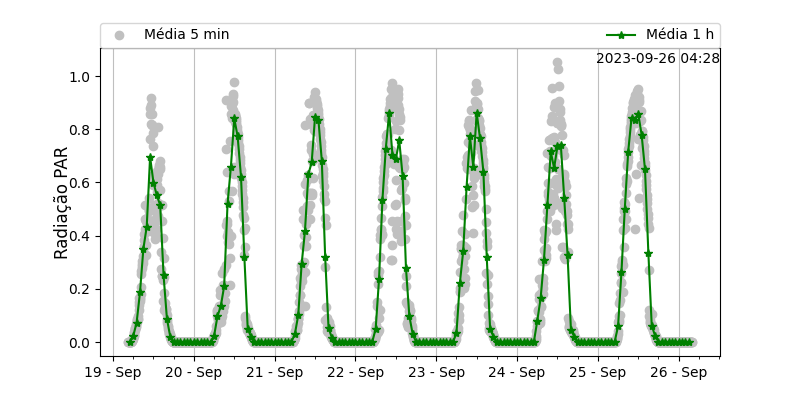 Média 5 min
Média 1 h
2023-09-26 04:28
Radiação PAR
1.0
0.8
0.6
0.4
0.2
0.0
19 - Sep
20 - Sep
21 - Sep
22 - Sep
23 - Sep
24 - Sep
25 - Sep
26 - Sep